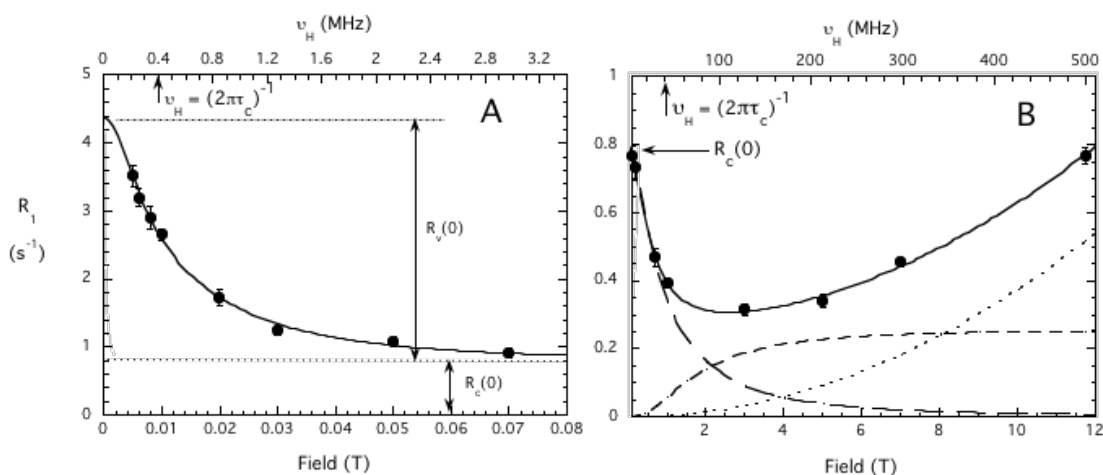 υH (MHz)
0 0.4 0.8 1.2 1.6 2 2.4 2.8 3.2
υH = (2πτc)-1
A
5
4
3
2
1
0
R1
(s-1)
Rv(0)
Rc(0)
0 0.01 0.02 0.03 0.04 0.05 0.06 0.07 0.08
Field (T)
υH (MHz)
100 200 300 400 500
υH = (2πτc)-1
B
Rc(0)
1
0.8
0.6
0.4
0.2
0
2 4 6 8 10 12
Field (T)